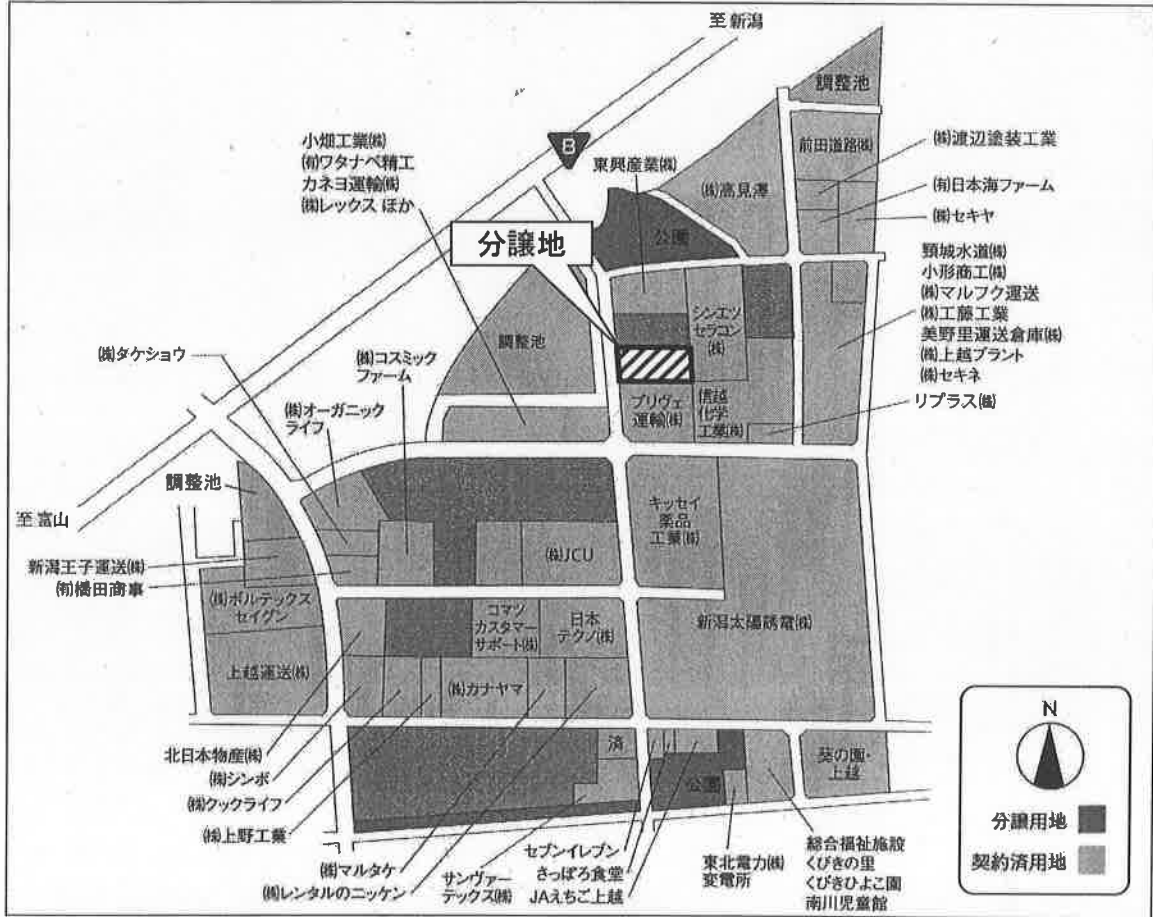 至 新潟
調整池
小畑工業㈱
㈲ワタナベ精工
カネヨ運輸㈱
㈱レックス ほか
8
東興産業㈱
前田道路㈱
㈱渡辺塗装工業
㈱高見澤
㈲日本海ファーム
㈱セキヤ
分譲地
公園
頸城水道㈱
小形商工㈱
㈱マルフク運送
㈱工藤工業
美野里運送倉庫㈱
㈱上越プラント
㈱セキネ
シンエツ
セラコン
㈱
調整池
㈱タケショウ
㈱コスミック
ファーム
プリヴェ
運輸㈱
信越
化学
工業㈱
リプラス㈱
㈱オーガニック
ライフ
調整池
至 富山
キッセイ
薬品
工業㈱
㈱JCU
新潟王子運送㈱
㈲橋田商事
㈱ボルテックス
セイグン
コマツ
カスタマー
サポート㈱
日本
テクノ㈱
新潟太陽誘電㈱
上越運送㈱
㈱カナヤマ
北日本物産㈱
㈱シンボ
㈱クックライフ
㈱上野工業
済
公園
葵の園・
上越
㈱マルタケ
㈱レンタルのニッケン
サンヴァー
テックス㈱
セブンイレブン
さっぽろ食堂
JAえちご上越
東北電力㈱
変電所
総合福祉施設
くびきの里
くびきひよこ園
南川児童館
N
分譲用地
契約済用地